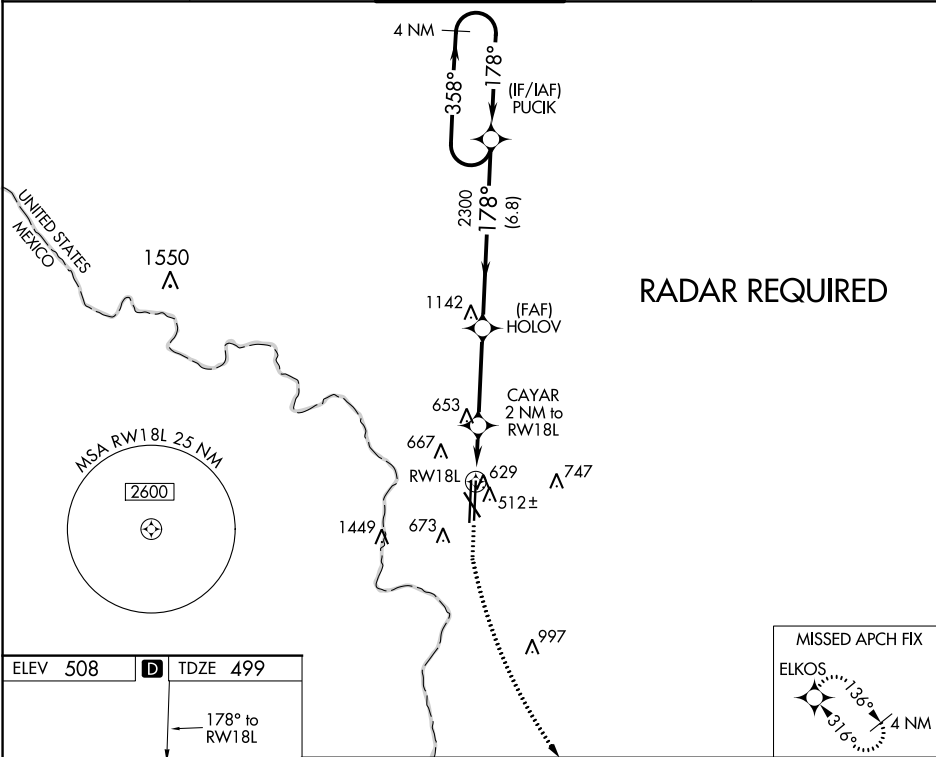 4 NM
358°
178°
(IF/IAF)
PUCIK
2300
178°
(6.8)
UNITED STATES
MEXICO
1550
RADAR REQUIRED
1142
(FAF)
HOLOV
CAYAR
2 NM to
RW18L
653
667
RW18L
629
747
512±
MSA RW18L 25 NM
2600
1449
673
997
MISSED APCH FIX
ELKOS
136°
316°
4 NM
ELEV 508
D
TDZE 499
178° to
RW18L